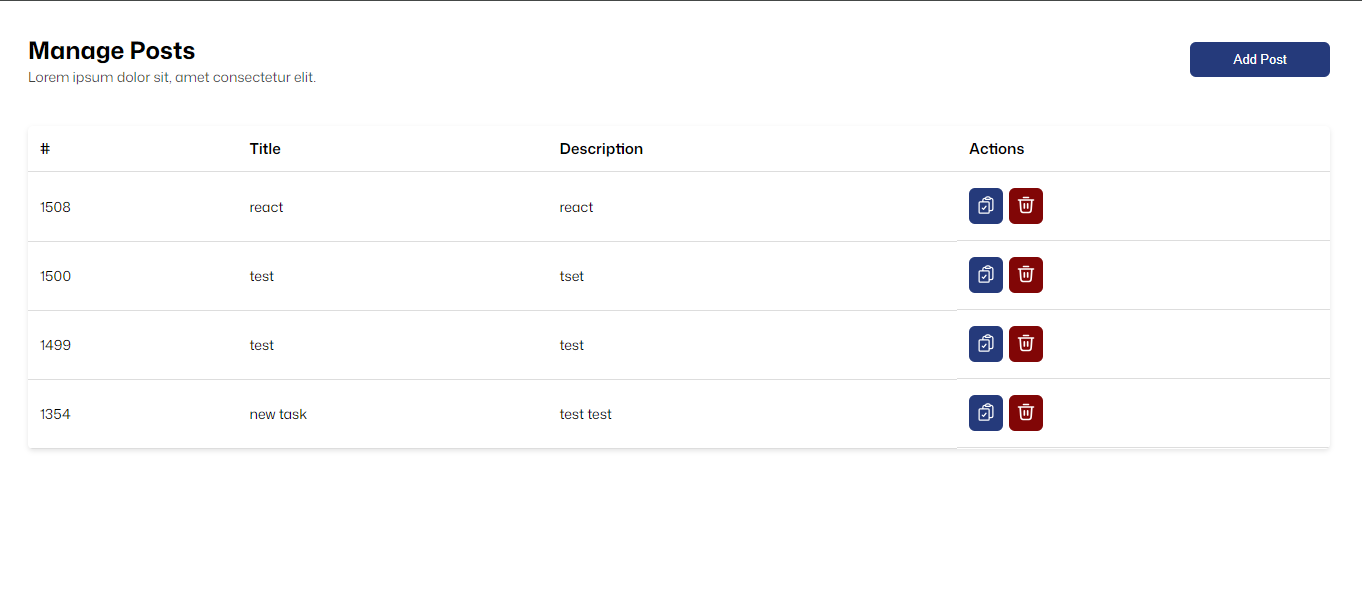 Manage Posts
Lorem ipsum dolor sit, amet consectetur elit.
Add Post
# Title Description Actions
1508 react react
1500 test tset
1499 test test
1354 new task test test